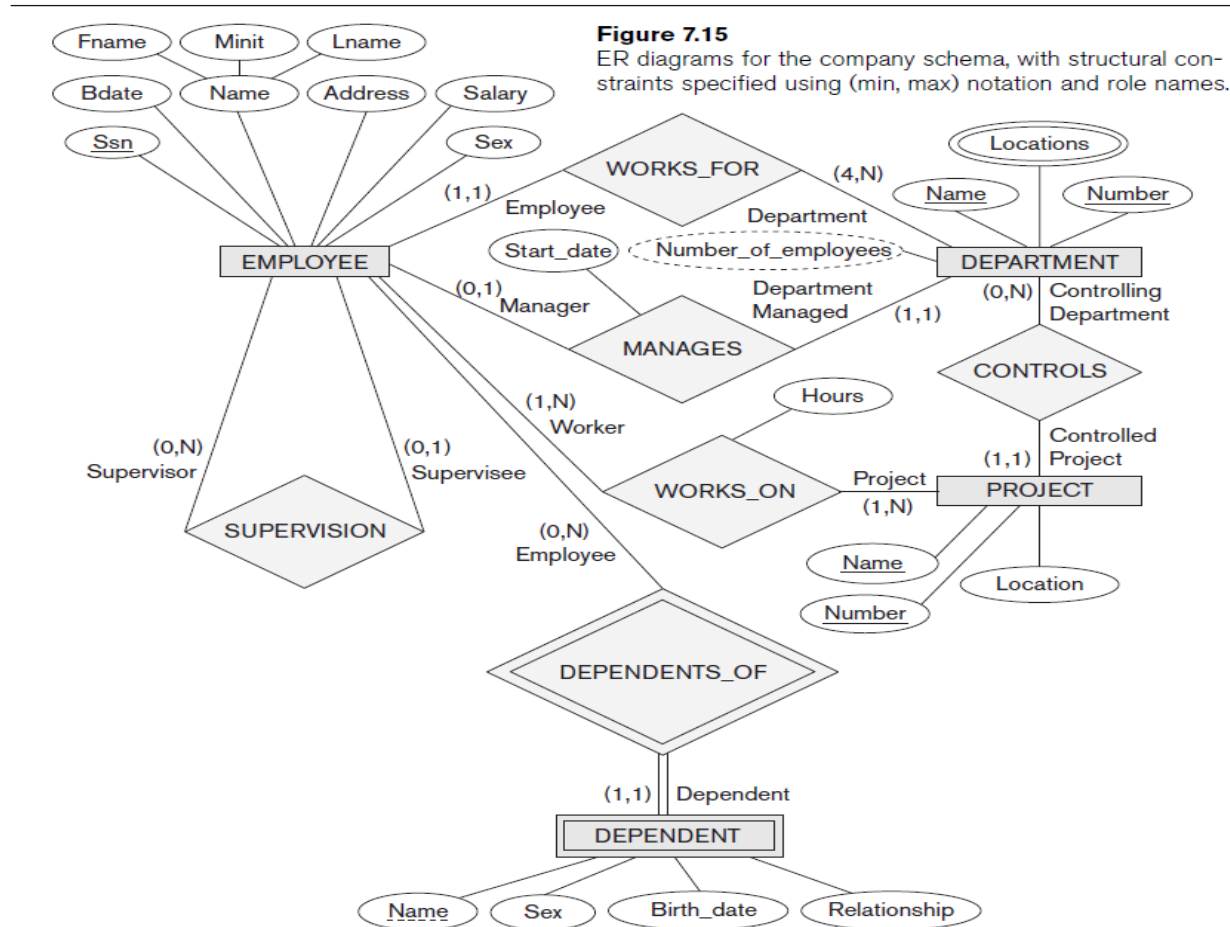 Figure 7.15
ER diagrams for the company schema, with structural con-
straints specified using (min, max) notation and role names.
Fname
Minit
Lname
Bdate
Name
Address
Salary
Ssn
Sex
WORKS_FOR
Locations
(1,1)
Employee
(4,N)
Department
Name
Number
Start_date
Number_of_employees
EMPLOYEE
DEPARTMENT
(0,1)
Manager
Department
Managed
(1,1)
(0,N)
Controlling
Department
MANAGES
CONTROLS
Hours
(1,N)
Worker
(0,N)
Supervisor
(0,1)
Supervisee
Controlled
Project
(1,1)
Project
(1,N)
WORKS_ON
PROJECT
SUPERVISION
(0,N)
Employee
Name
Number
Location
DEPENDENTS_OF
(1,1)
Dependent
DEPENDENT
Name
Sex
Birth_date
Relationship